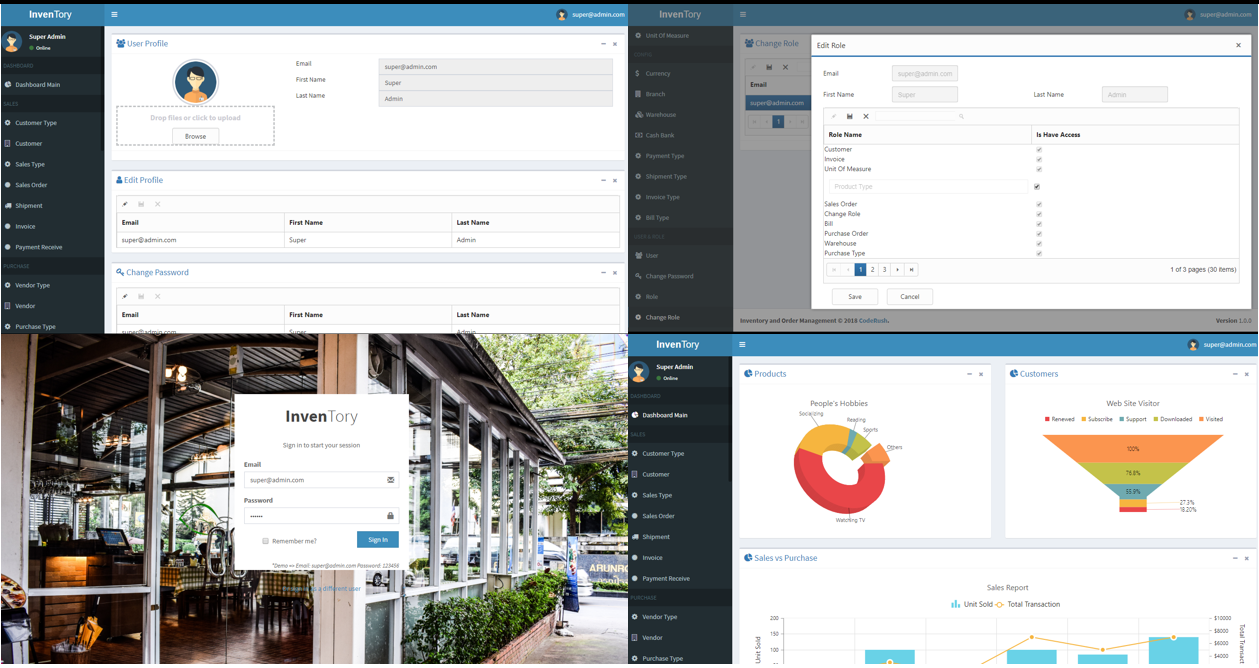 InvenTory
super@admin.com
Super Admin
Online
DASHBOARD
Dashboard Main
SALES
Customer Type
Customer
Sales Type
Sales Order
Shipment
Invoice
Payment Receive
PURCHASE
Vendor Type
Vendor
Purchase Type
User Profile
Email super@admin.com
First Name Super
Last Name Admin
Drop files or click to upload
Browse
Edit Profile
Email First Name Last Name
super@admin.com Super Admin
Change Password
Email First Name Last Name
super@admin.com Super Admin
InvenTory
super@admin.com
Unit Of Measure
CONFIG
Currency
Branch
Warehouse
Cash Bank
Payment Type
Shipment Type
Invoice Type
Bill Type
USER & ROLE
User
Change Password
Role
Change Role
Change Role
Email
super@admin.com
1
Edit Role
Email super@admin.com
First Name Super Last Name Admin
Role Name Is Have Access
Customer
Invoice
Unit Of Measure
Product Type
Sales Order
Change Role
Bill
Purchase Order
Warehouse
Purchase Type
1 2 3 1 of 3 pages (30 items)
Save Cancel
Inventory and Order Management © 2018 CodeRush. Version 1.0.0
InvenTory
Sign in to start your session
Email
super@admin.com
Password
••••••
Remember me? Sign In
*Demo == Email: super@admin.com Password: 123456
a different user
InvenTory
super@admin.com
Super Admin
Online
DASHBOARD
Dashboard Main
SALES
Customer Type
Customer
Sales Type
Sales Order
Shipment
Invoice
Payment Receive
PURCHASE
Vendor Type
Vendor
Purchase Type
Products
People's Hobbies
Socializing
Reading
Sports
Others
Watching TV
Customers
Web Site Visitor
Renewed Subscribe Support Downloaded Visited
100%
76.8%
55.9%
27.3%
18.20%
Sales vs Purchase
Sales Report
Unit Sold Total Transaction
200 $10000
150 $8000
$6000
100 $4000
Unit Sold
Total Transac